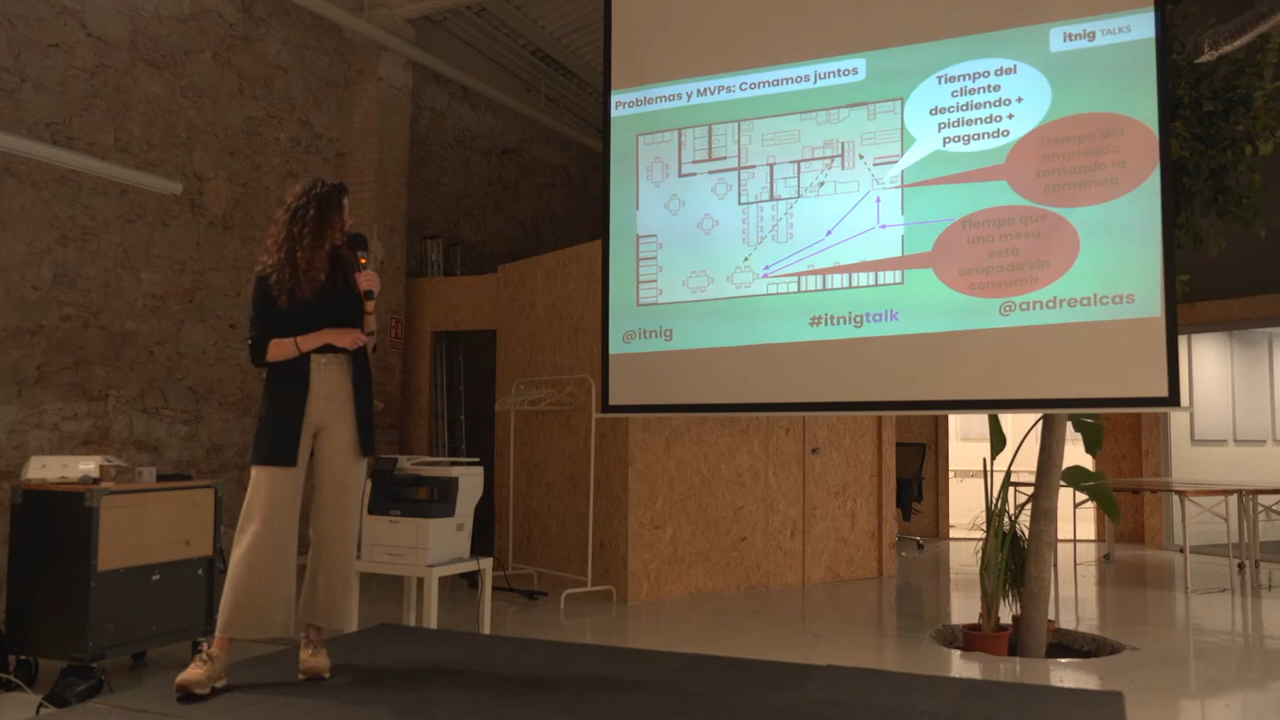 itnig TALKS
Problemas y MVPs: Comamos juntos
Tiempo del
cliente
decidiendo +
pidiendo +
pagando
Tiempo del
empleado
tomando la
comanda
Tiempo que
una mesa
está
ocupada sin
consumir
@itnig
#itnigtalk
@andrealcas